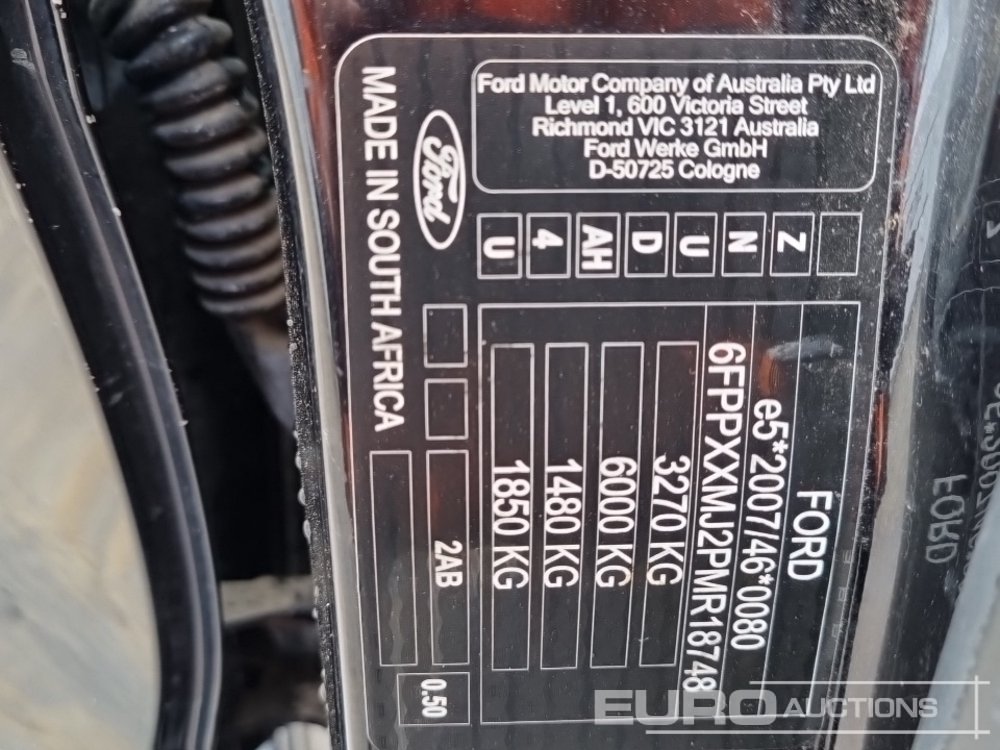 Ford Motor Company of Australia Pty Ltd
Level 1, 600 Victoria Street
Richmond VIC 3121 Australia
Ford Werke GmbH
D-50725 Cologne
Z
N
U
D
AH
4
U
Ford
MADE IN SOUTH AFRICA
FORD
e5*2007/46*0080
6FPPXXMJ2PMR18748
3270 KG
6000 KG
1480 KG
1850 KG
2AB
0.50
FORD
EURO AUCTIONS